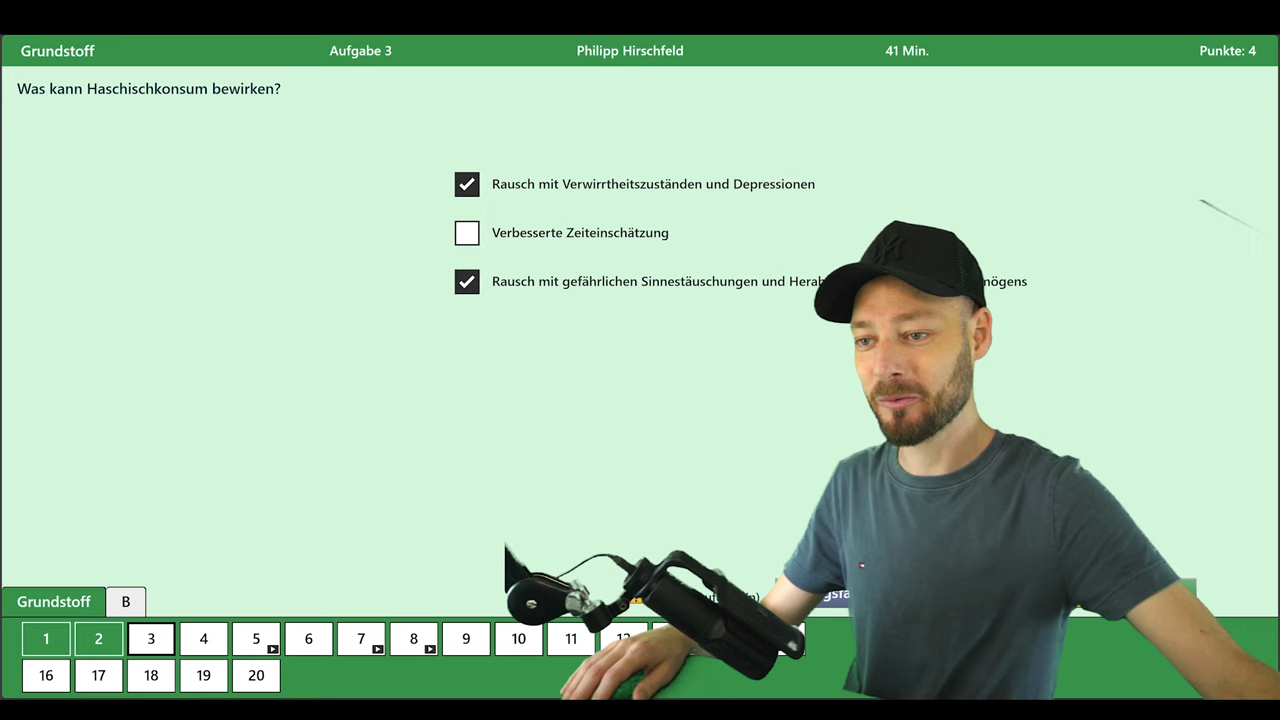 Grundstoff Aufgabe 3 Philipp Hirschfeld 41 Min. Punkte: 4
Was kann Haschischkonsum bewirken?
Rausch mit Verwirrtheitszuständen und Depressionen
Verbesserte Zeiteinschätzung
Rausch mit gefährlichen Sinnestäuschungen und
Grundstoff B
1 2 3 4 5 6 7 8 9 10 11
16 17 18 19 20